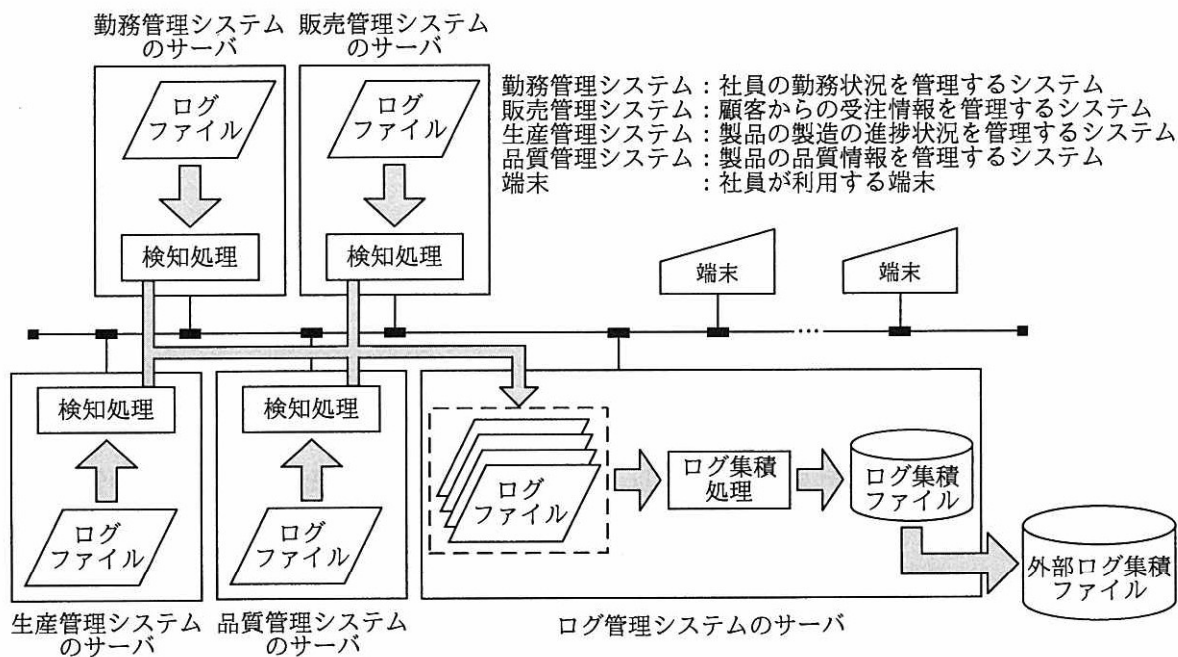 勤務管理システム
のサーバ
販売管理システム
のサーバ
ログ
ファイル
検知処理
ログ
ファイル
検知処理
勤務管理システム：社員の勤務状況を管理するシステム
販売管理システム：顧客からの受注情報を管理するシステム
生産管理システム：製品の製造の進捗状況を管理するシステム
品質管理システム：製品の品質情報を管理するシステム
端末：社員が利用する端末
端末
…
端末
検知処理
ログ
ファイル
生産管理システム
のサーバ
検知処理
ログ
ファイル
品質管理システム
のサーバ
ログ
ファイル
ログ集積
処理
ログ集積
ファイル
ログ管理システムのサーバ
外部ログ集積
ファイル